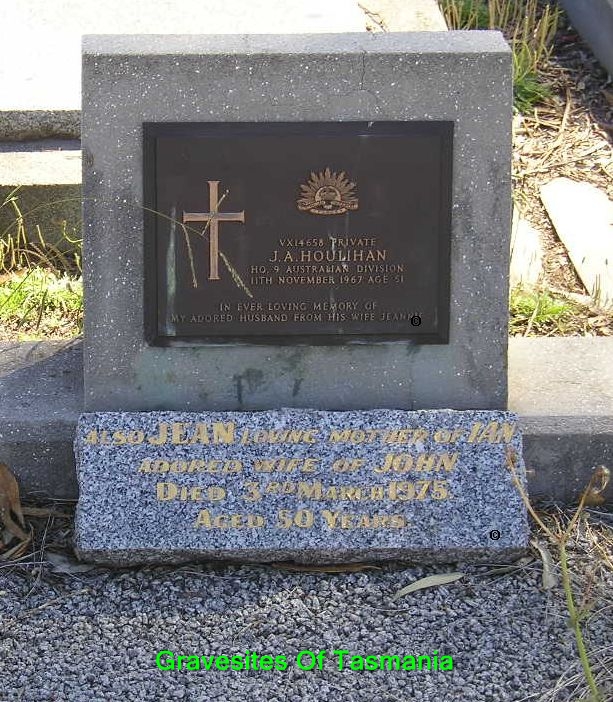 VX14658 PRIVATE
J.A.HOULIHAN
HQ. 9 AUSTRALIAN DIVISION
11TH NOVEMBER 1967 AGE 51
IN EVER LOVING MEMORY OF
MY ADORED HUSBAND FROM HIS WIFE JEAN
ALSO JEAN LOVING MOTHER OF IAN
ADORED WIFE OF JOHN
DIED 3RD MARCH 1975.
AGED 50 YEARS.
Gravesites Of Tasmania